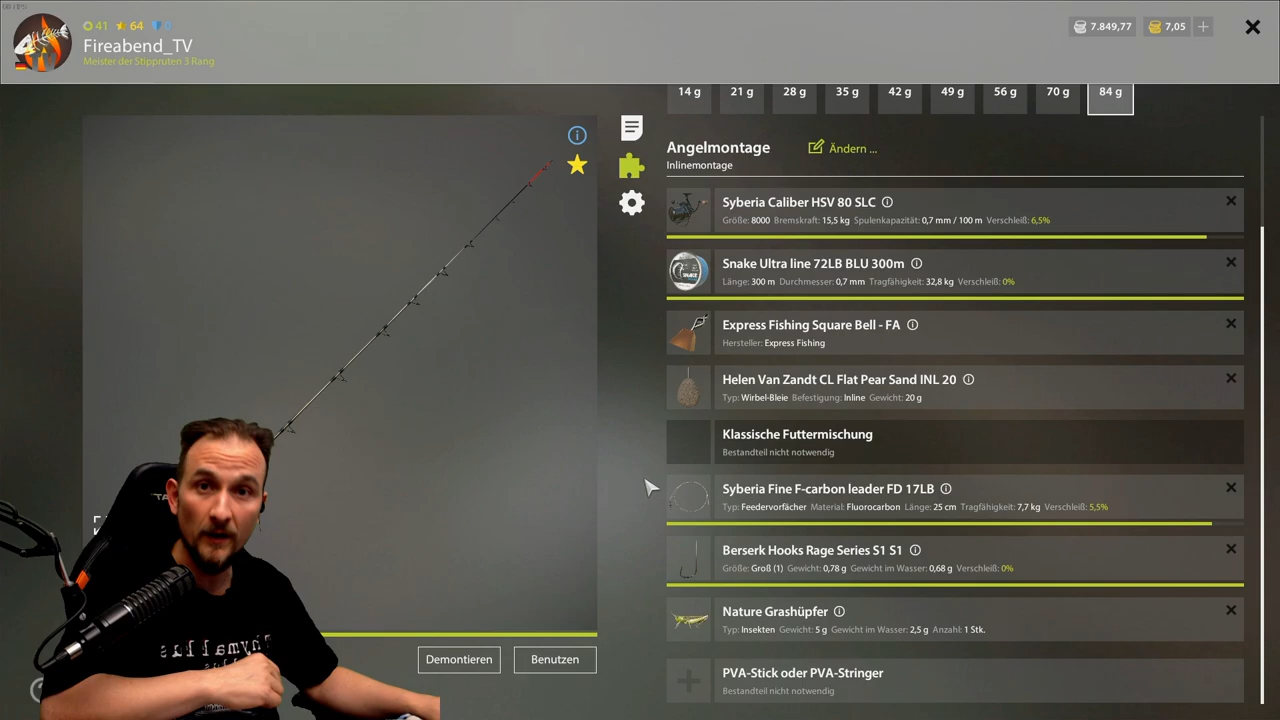 41 64 0
Fireabend_TV
Meister der Stippruten 3 Rang
7.849,77 7,05
14 g 21 g 28 g 35 g 42 g 49 g 56 g 70 g 84 g
Angelmontage Ändern ...
Inlinemontage
Syberia Caliber HSV 80 SLC
Größe: 8000 Bremskraft: 15,5 kg Spulenkapazität: 0,7 mm / 100 m Verschleiß: 6,5%
Snake Ultra line 72LB BLU 300m
Länge: 300 m Durchmesser: 0,7 mm Tragfähigkeit: 32,8 kg Verschleiß: 0%
Express Fishing Square Bell - FA
Hersteller: Express Fishing
Helen Van Zandt CL Flat Pear Sand INL 20
Typ: Wirbel-Bleie Befestigung: Inline Gewicht: 20 g
Klassische Futtermischung
Bestandteil nicht notwendig
Syberia Fine F-carbon leader FD 17LB
Typ: Feedervorfächer Material: Fluorocarbon Länge: 25 cm Tragfähigkeit: 7,7 kg Verschleiß: 5,5%
Berserk Hooks Rage Series S1 S1
Größe: Groß (1) Gewicht: 0,78 g Gewicht im Wasser: 0,68 g Verschleiß: 0%
Nature Grashüpfer
Typ: Insekten Gewicht: 5 g Gewicht im Wasser: 2,5 g Anzahl: 1 Stk.
PVA-Stick oder PVA-Stringer
Bestandteil nicht notwendig
Demontieren Benutzen